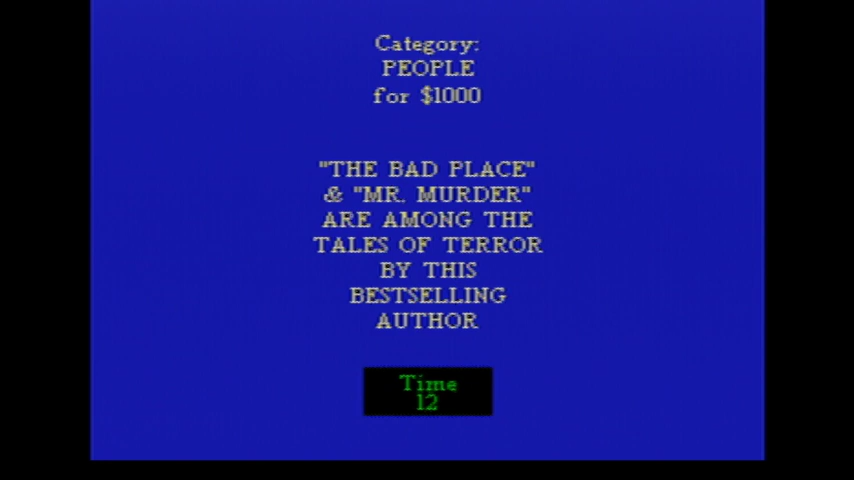 Category:
PEOPLE
for $1000
"THE BAD PLACE"
& "MR. MURDER"
ARE AMONG THE
TALES OF TERROR
BY THIS
BESTSELLING
AUTHOR
Time
12